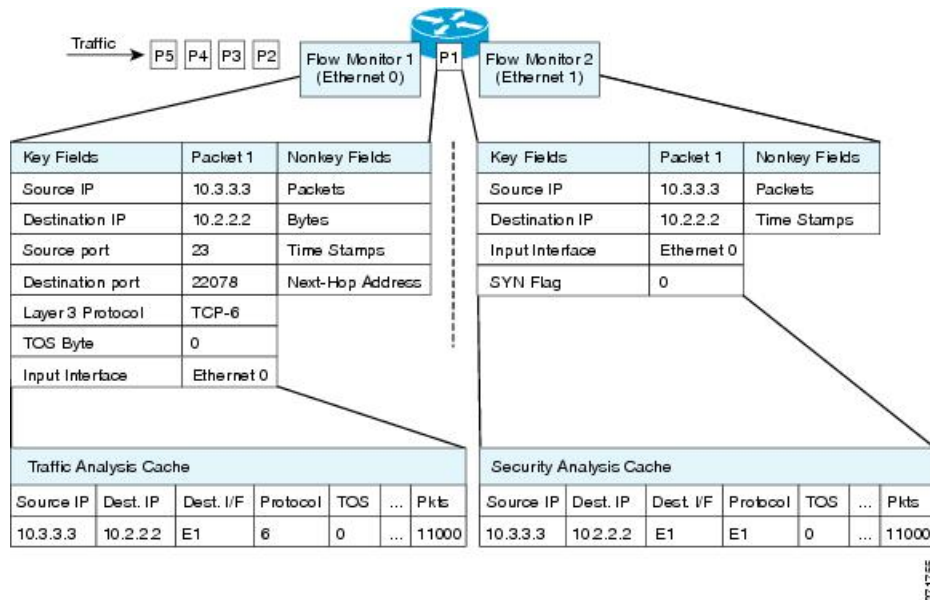 Traffic P5 P4 P3 P2 Flow Monitor 1 (Ethernet 0) P1 Flow Monitor 2 (Ethernet 1)
Key Fields Packet 1 Nonkey Fields
Source IP 10.3.3.3 Packets
Destination IP 10.2.2.2 Bytes
Source port 23 Time Stamps
Destination port 22078 Next-Hop Address
Layer 3 Protocol TCP-6
TOS Byte 0
Input Interface Ethernet 0
Key Fields Packet 1 Nonkey Fields
Source IP 10.3.3.3 Packets
Destination IP 10.2.2.2 Time Stamps
Input Interface Ethernet 0
SYN Flag 0
Traffic Analysis Cache
Source IP Dest. IP Dest. I/F Protocol TOS ... Pkts
10.3.3.3 10.2.2.2 E1 6 0 ... 11000
Security Analysis Cache
Source IP Dest. IP Dest I/F Protocol TOS ... Pkts
10.3.3.3 10.2.2.2 E1 E1 0 ... 11000